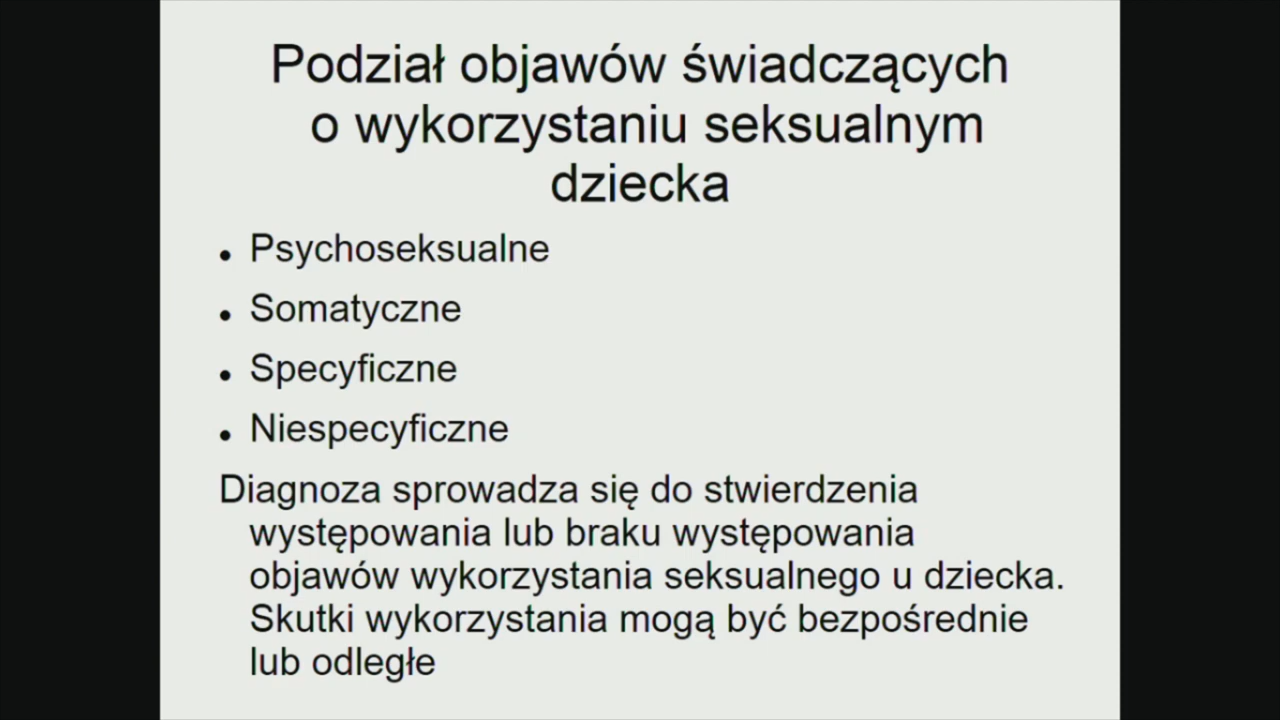 Podział objawów świadczących
o wykorzystaniu seksualnym
dziecka
• Psychoseksualne
• Somatyczne
• Specyficzne
• Niespecyficzne
Diagnoza sprowadza się do stwierdzenia
występowania lub braku występowania
objawów wykorzystania seksualnego u dziecka.
Skutki wykorzystania mogą być bezpośrednie
lub odległe